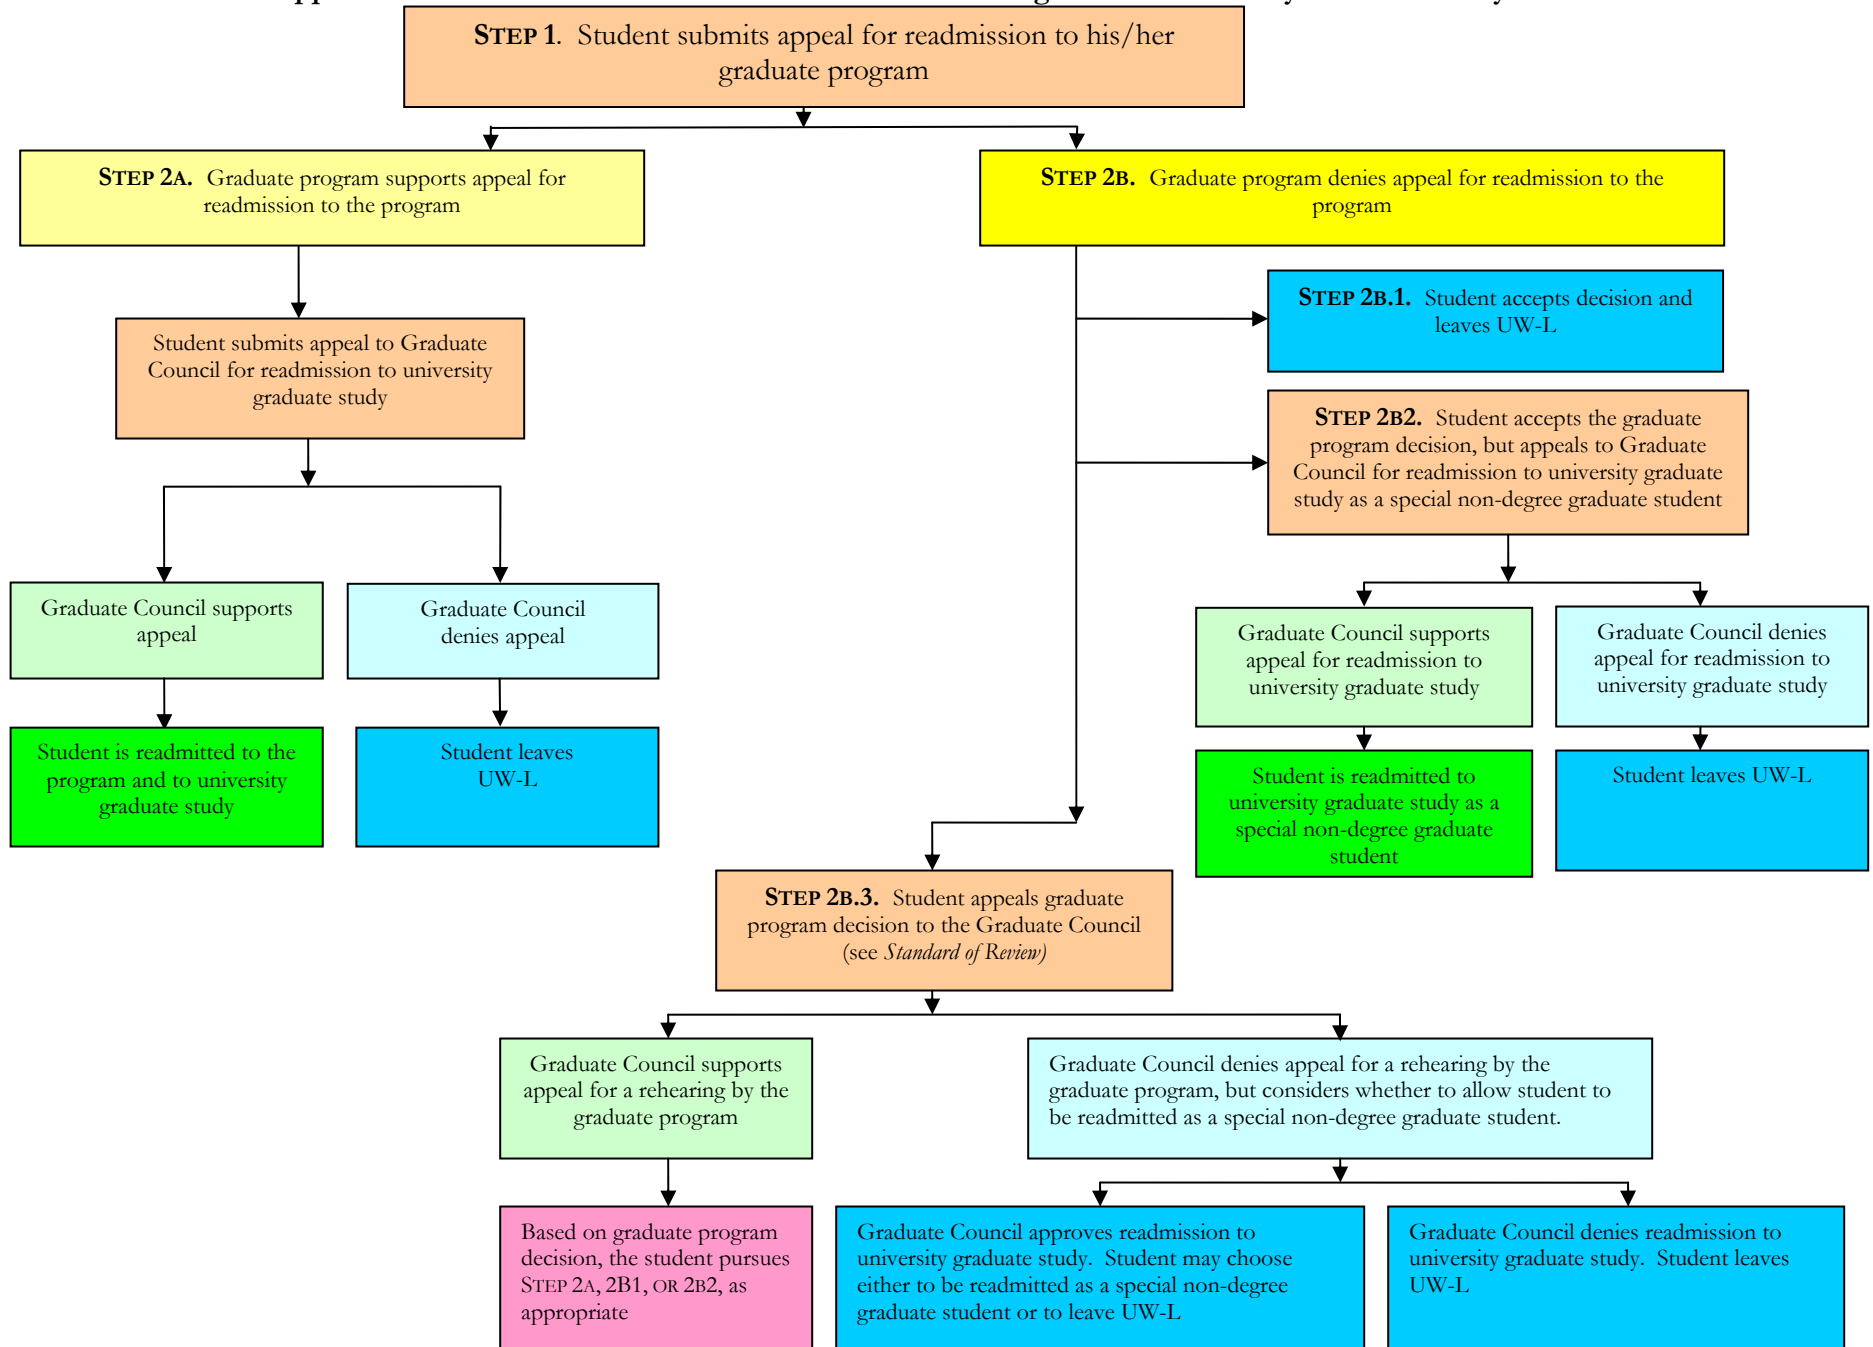 STEP 1. Student submits appeal for readmission to his/her
graduate program
STEP 2A. Graduate program supports appeal for
readmission to the program
STEP 2B. Graduate program denies appeal for readmission to the
program
STEP 2B.1. Student accepts decision and
leaves UW-L
Student submits appeal to Graduate
Council for readmission to university
graduate study
STEP 2B2. Student accepts the graduate
program decision, but appeals to Graduate
Council for readmission to university graduate
study as a special non-degree graduate student
Graduate Council supports
appeal
Graduate Council
denies appeal
Graduate Council supports
appeal for readmission to
university graduate study
Graduate Council denies
appeal for readmission to
university graduate study
Student is readmitted to the
program and to university
graduate study
Student leaves
UW-L
Student is readmitted to
university graduate study as a
special non-degree graduate
student
Student leaves UW-L
STEP 2B.3. Student appeals graduate
program decision to the Graduate Council
(see Standard of Review)
Graduate Council supports
appeal for a rehearing by the
graduate program
Graduate Council denies appeal for a rehearing by the
graduate program, but considers whether to allow student to
be readmitted as a special non-degree graduate student.
Based on graduate program
decision, the student pursues
STEP 2A, 2B1, OR 2B2, as
appropriate
Graduate Council approves readmission to
university graduate study. Student may choose
either to be readmitted as a special non-degree
graduate student or to leave UW-L
Graduate Council denies readmission to
university graduate study. Student leaves
UW-L